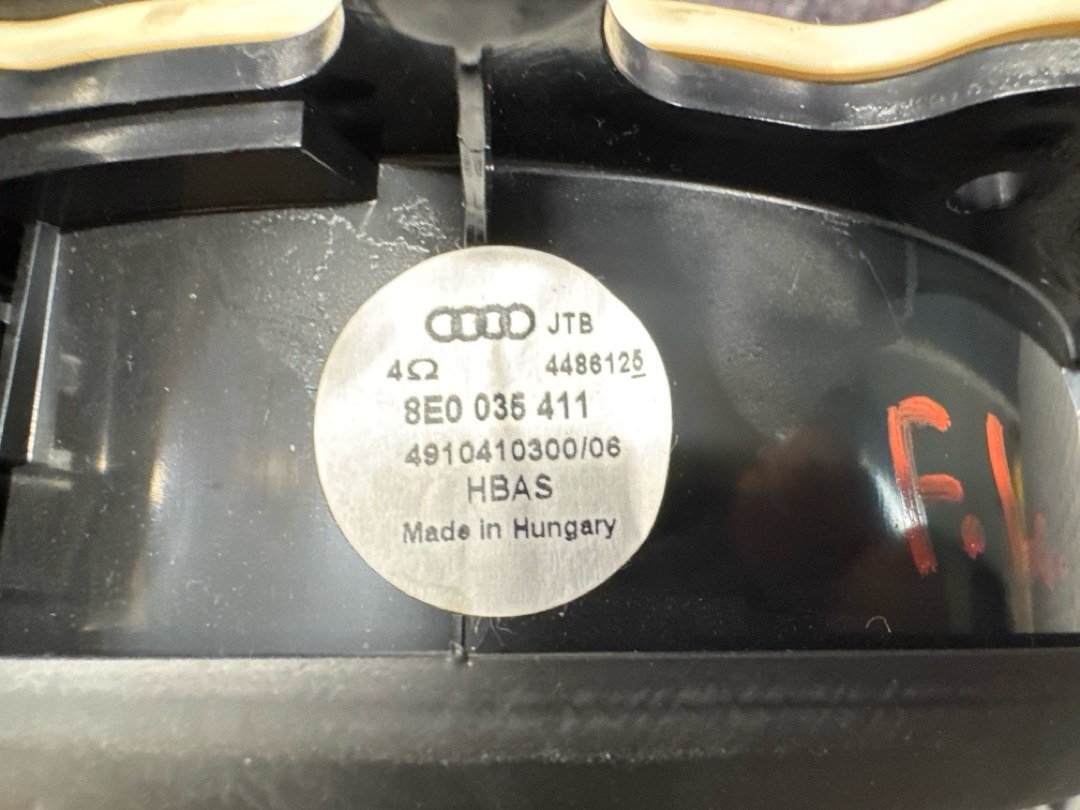 JTB
4Ω 4486125
8E0 035 411
4910410300/06
HBAS
Made in Hungary
F.L.